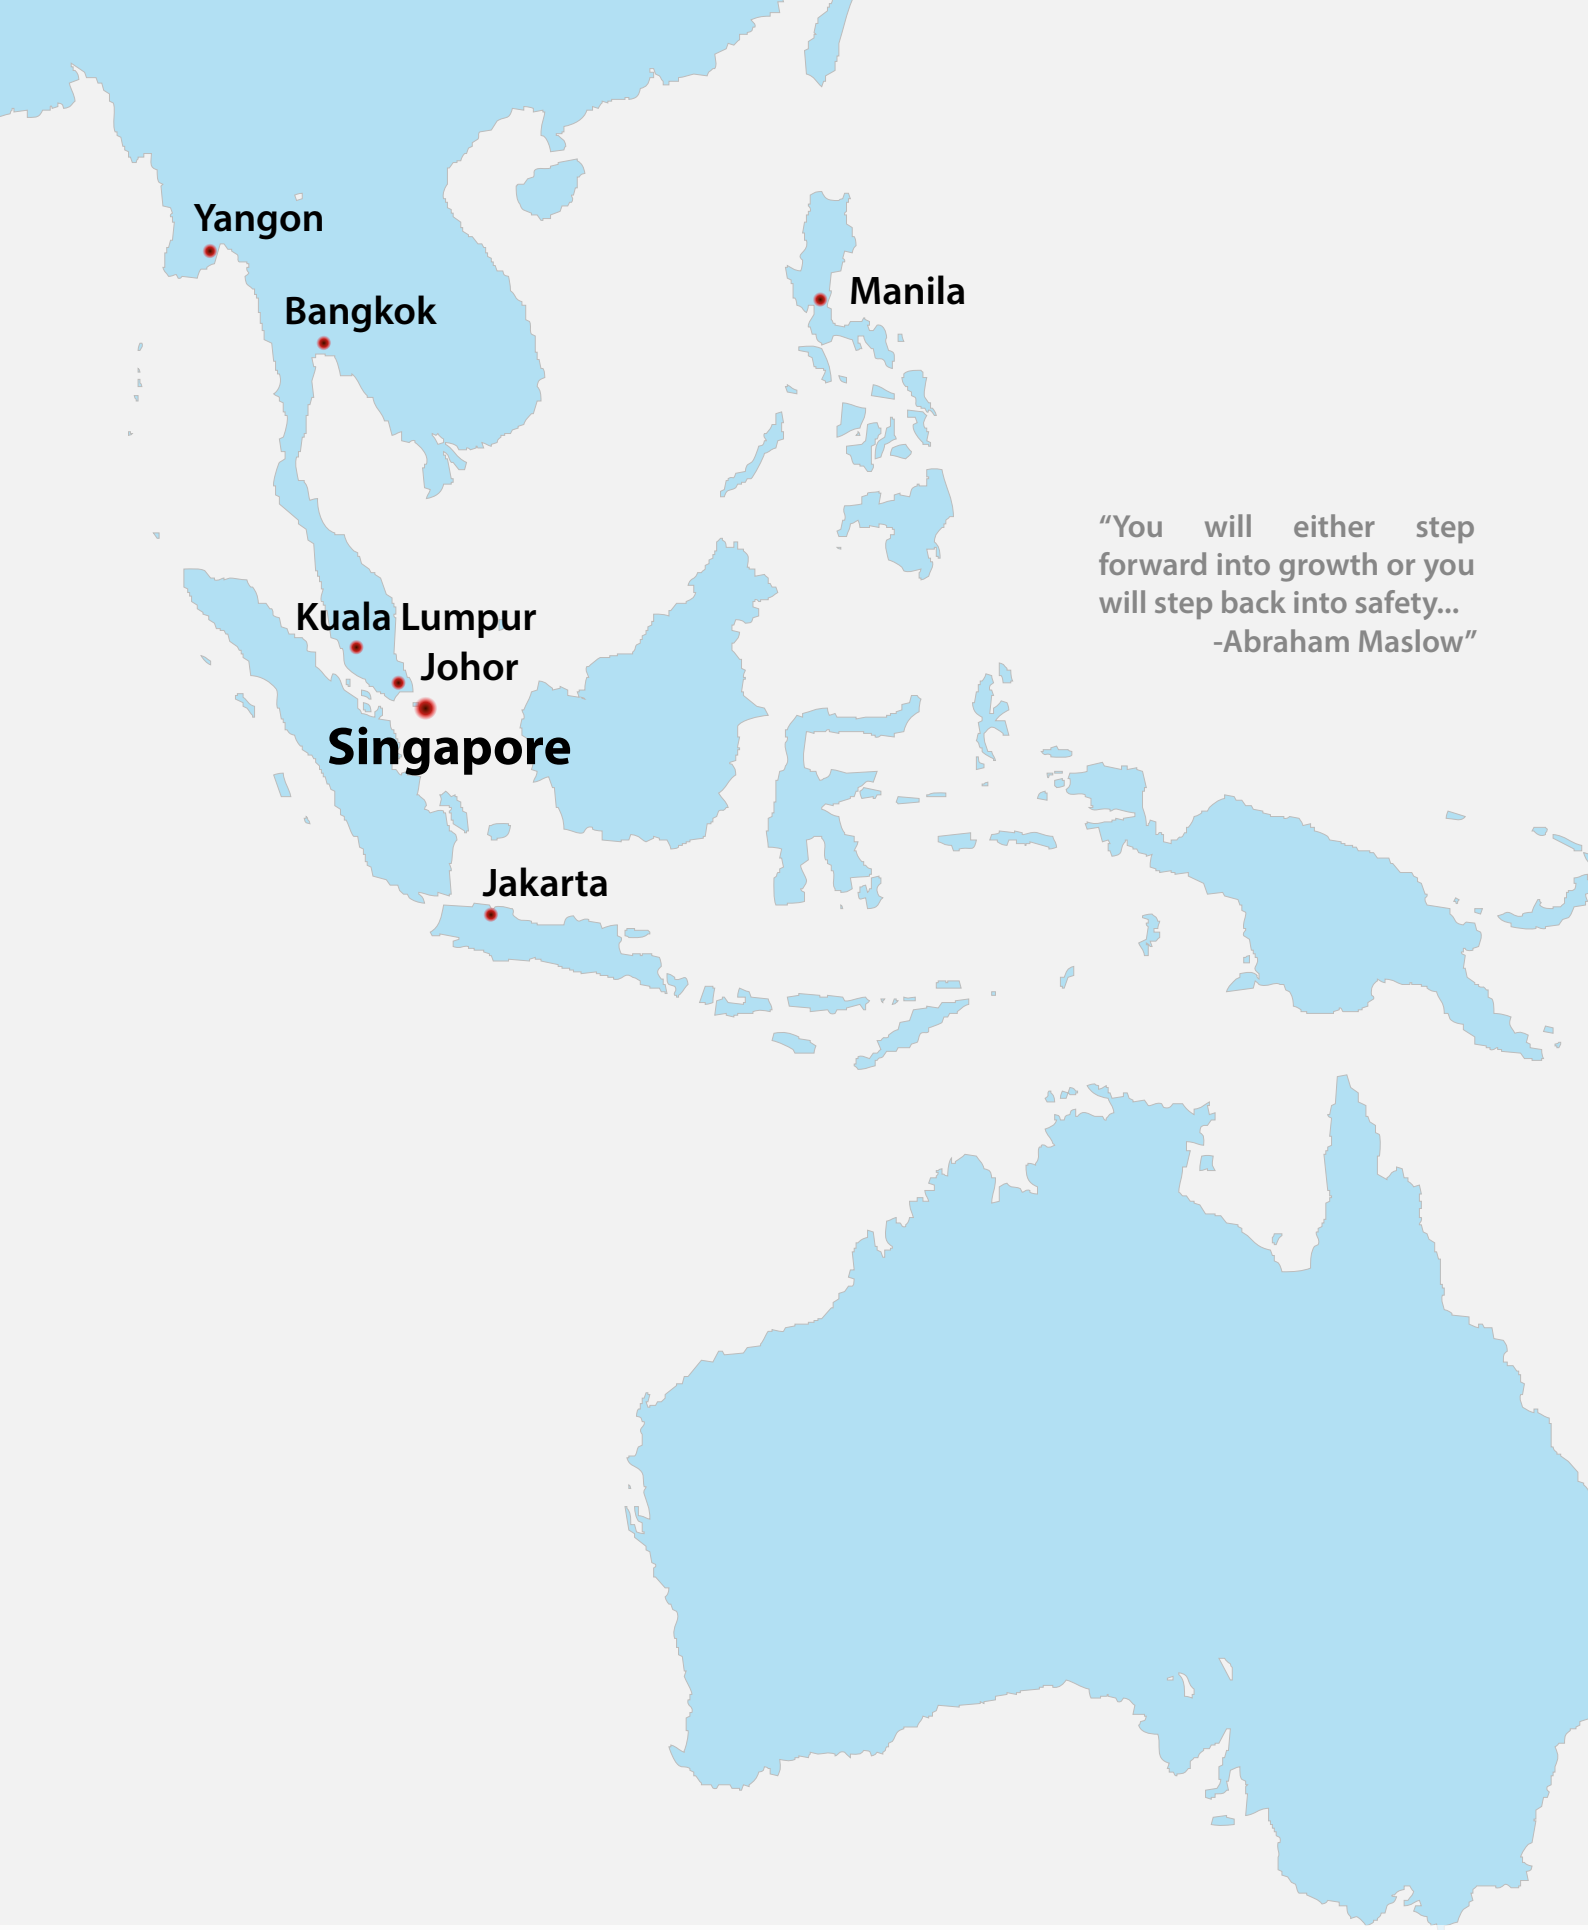 Yangon
Manila
Bangkok
“You will either step
forward into growth or you
will step back into safety...
-Abraham Maslow”
Kuala Lumpur
Johor
Singapore
Jakarta